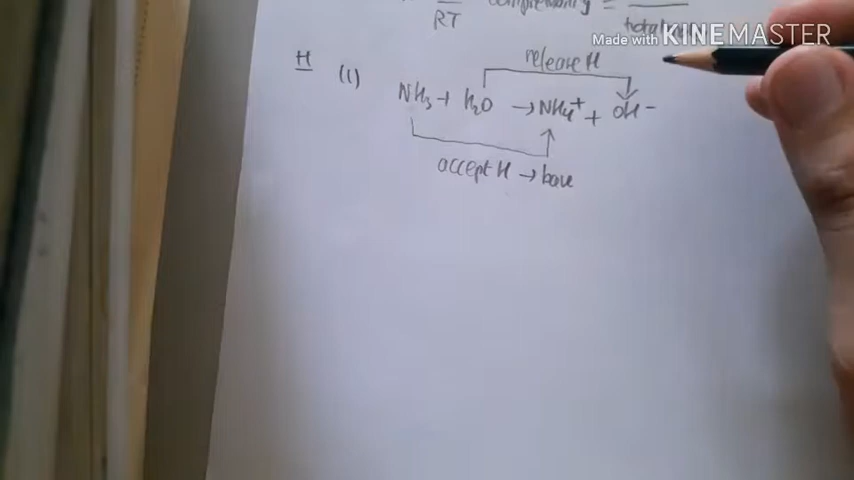 RT
Made with KINEMASTER
release H
H (1)
NH₃ + H₂O → NH₄⁺ + OH⁻
accept H → base